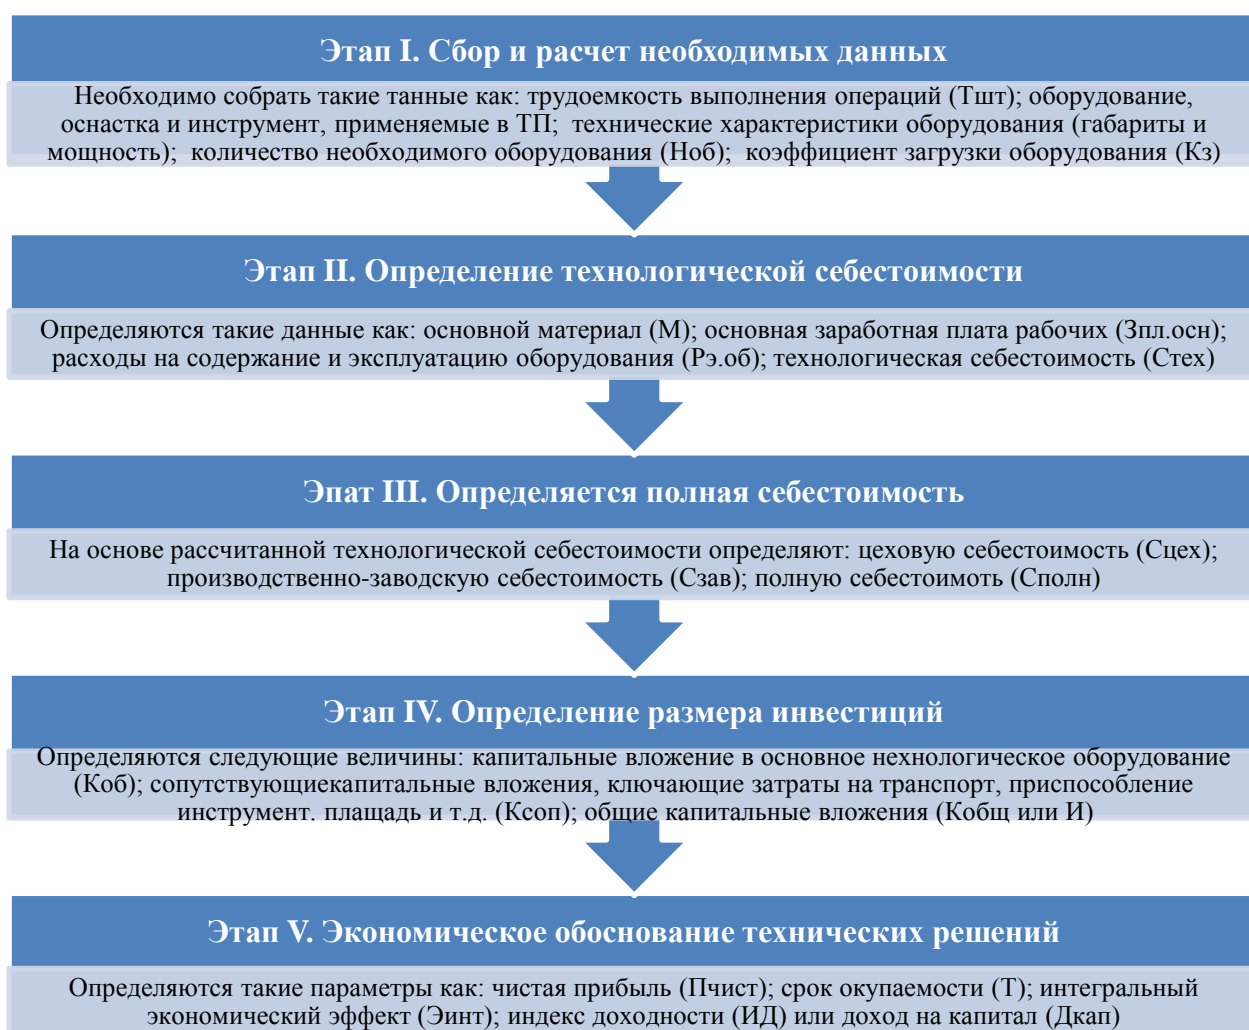 Этап I. Сбор и расчет необходимых данных
Необходимо собрать такие танные как: трудоемкость выполнения операций (Тшт); оборудование,
оснастка и инструмент, применяемые в ТП; технические характеристики оборудования (габариты и
мощность); количество необходимого оборудования (Ноб); коэффициент загрузки оборудования (Кз)
Этап II. Определение технологической себестоимости
Определяются такие данные как: основной материал (М); основная заработная плата рабочих (Зпл.осн);
расходы на содержание и эксплуатацию оборудования (Рэ.об); технологическая себестоимость (Стех)
Эпат III. Определяется полная себестоимость
На основе рассчитанной технологической себестоимости определяют: цеховую себестоимость (Сцех);
производственно-заводскую себестоимость (Сзав); полную себестоимоть (Сполн)
Этап IV. Определение размера инвестиций
Определяются следующие величины: капитальные вложение в основное нехнологическое оборудование
(Коб); сопутствующиекапитальные вложения, ключающие затраты на транспорт, приспособление
инструмент. плащадь и т.д. (Ксоп); общие капитальные вложения (Кобщ или И)
Этап V. Экономическое обоснование технических решений
Определяются такие параметры как: чистая прибыль (Пчист); срок окупаемости (Т); интегральный
экономический эффект (Эинт); индекс доходности (ИД) или доход на капитал (Дкап)